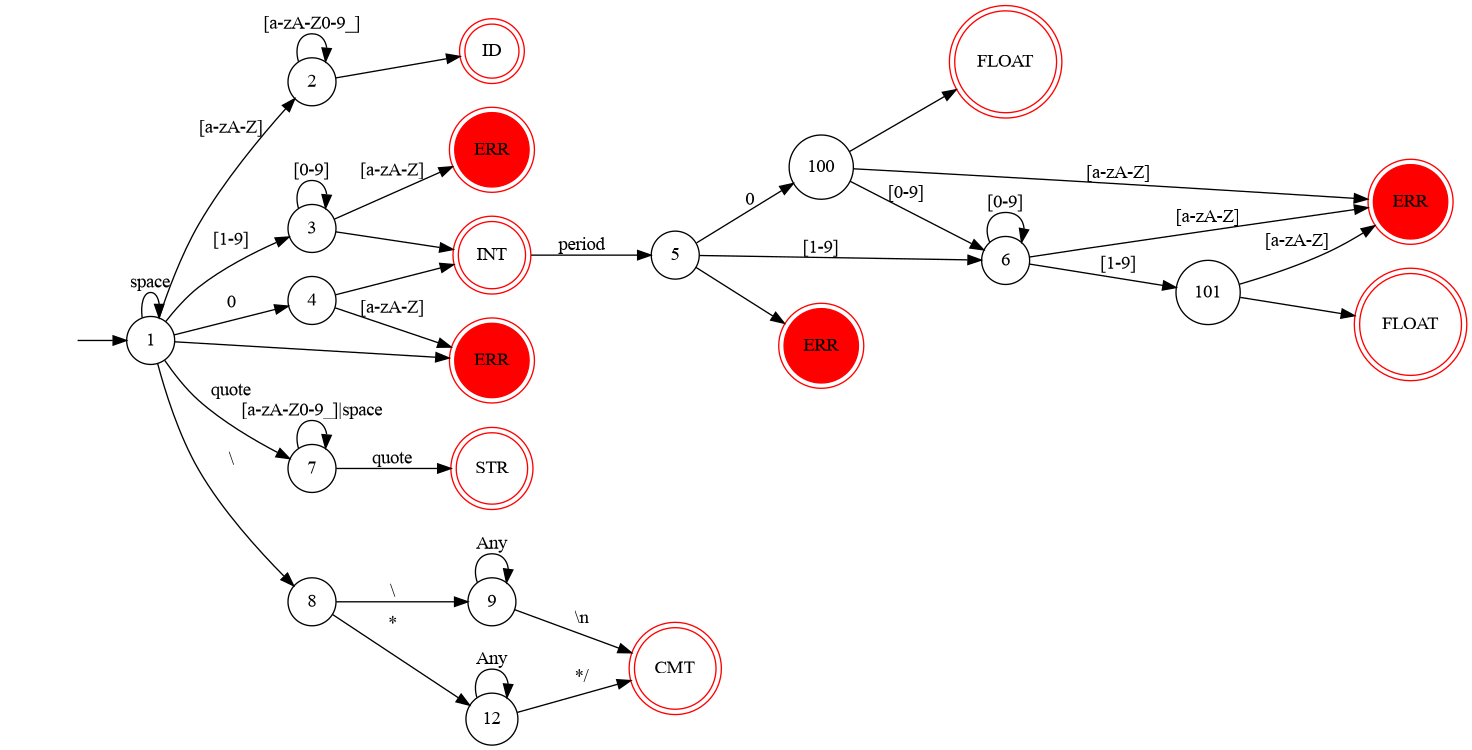 [a-zA-Z0-9_]
ID
2
FLOAT
[a-zA-Z]
ERR
[0-9]
[a-zA-Z]
100
[a-zA-Z]
ERR
0
[0-9]
[0-9]
[a-zA-Z]
3
[1-9]
INT
period
5
[1-9]
6
[1-9]
[a-zA-Z]
101
space
0
4
[a-zA-Z]
1
ERR
ERR
FLOAT
quote
[a-zA-Z0-9_]|space
7
quote
STR
\
Any
8
\
9
\n
*
Any
12
*/
CMT